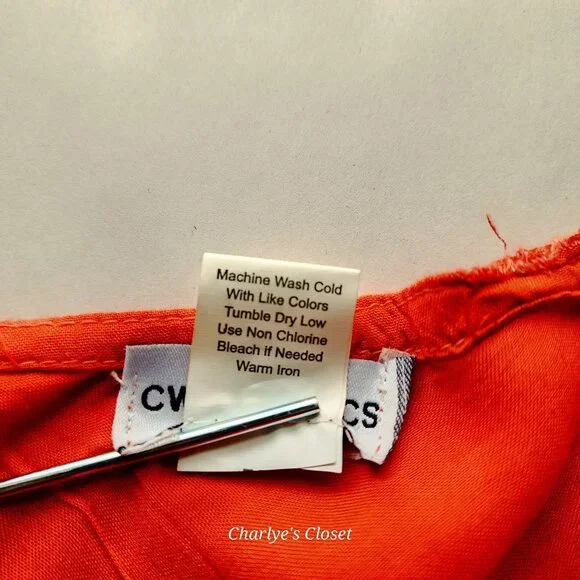 Machine Wash Cold
With Like Colors
Tumble Dry Low
Use Non Chlorine
Bleach if Needed
Warm Iron
CW CS
Charlye's Closet